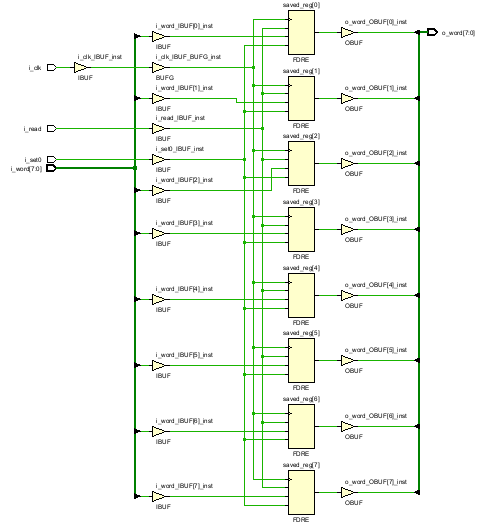 saved_reg[0]
i_word_IBUF[0]_inst
o_word_OBUF[0]_inst
o_word[7:0]
IBUF
OBUF
i_clk_IBUF_inst
i_clk_IBUF_BUFG_inst
FDRE
i_clk
saved_reg[1]
IBUF
BUFG
i_word_IBUF[1]_inst
o_word_OBUF[1]_inst
IBUF
OBUF
i_read_IBUF_inst
FDRE
i_read
saved_reg[2]
IBUF
i_set0_IBUF_inst
o_word_OBUF[2]_inst
i_set0
i_word[7:0]
IBUF
OBUF
i_word_IBUF[2]_inst
FDRE
IBUF
saved_reg[3]
i_word_IBUF[3]_inst
o_word_OBUF[3]_inst
IBUF
OBUF
FDRE
saved_reg[4]
i_word_IBUF[4]_inst
o_word_OBUF[4]_inst
IBUF
OBUF
FDRE
saved_reg[5]
i_word_IBUF[5]_inst
o_word_OBUF[5]_inst
IBUF
OBUF
FDRE
saved_reg[6]
i_word_IBUF[6]_inst
o_word_OBUF[6]_inst
IBUF
OBUF
FDRE
saved_reg[7]
i_word_IBUF[7]_inst
o_word_OBUF[7]_inst
IBUF
OBUF
FDRE